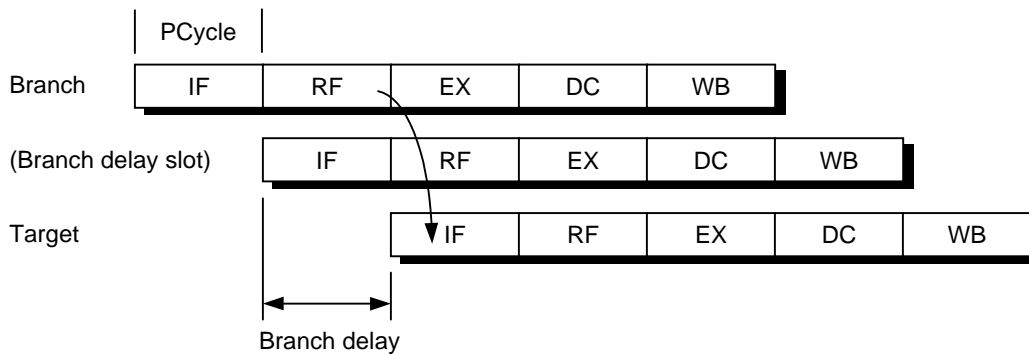 PCycle
Branch IF RF EX DC WB
(Branch delay slot) IF RF EX DC WB
Target IF RF EX DC WB
Branch delay